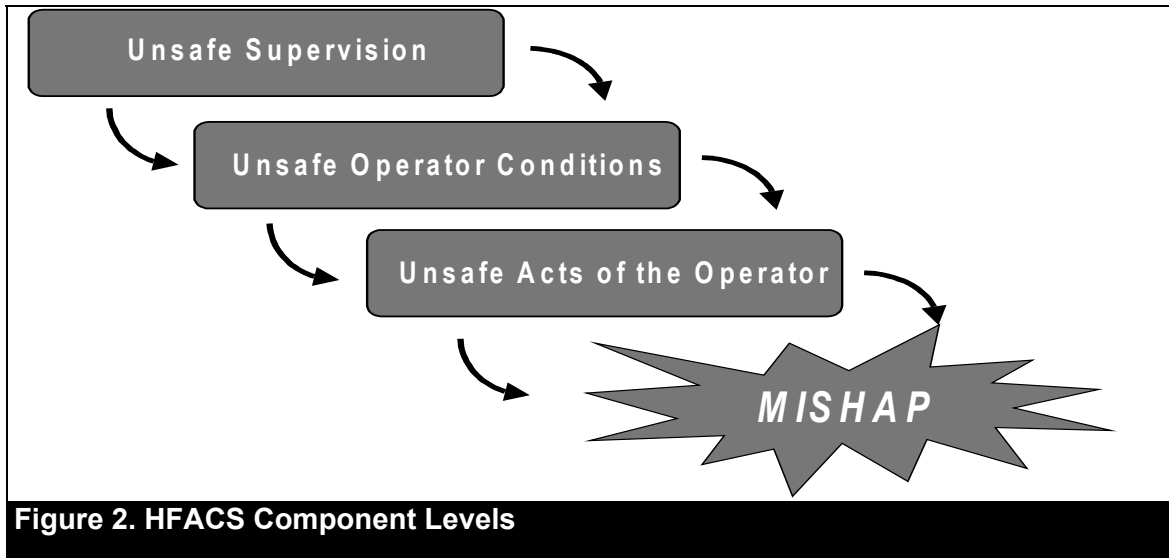 Unsafe Supervision
Unsafe Operator Conditions
Unsafe Acts of the Operator
MISHAP
Figure 2. HFACS Component Levels